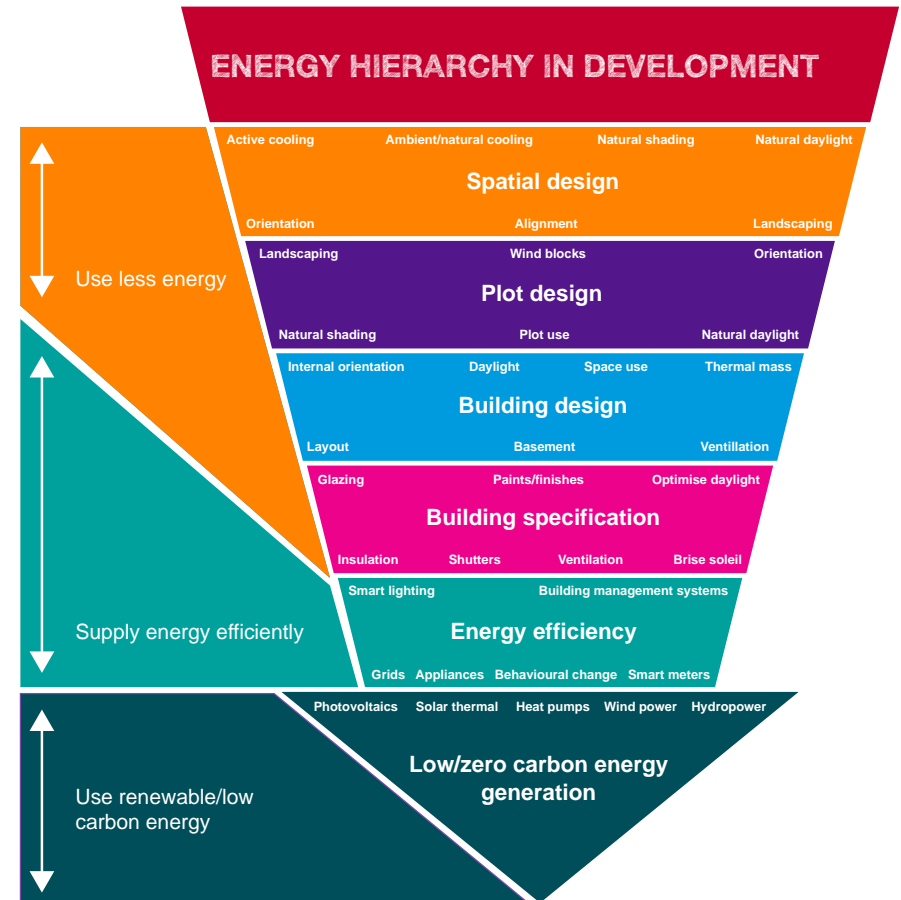 ENERGY HIERARCHY IN DEVELOPMENT
Active cooling Ambient/natural cooling Natural shading Natural daylight
Spatial design
Orientation Alignment Landscaping
Landscaping Wind blocks Orientation
Use less energy
Plot design
Natural shading Plot use Natural daylight
Internal orientation Daylight Space use Thermal mass
Building design
Layout Basement Ventillation
Glazing Paints/finishes Optimise daylight
Building specification
Insulation Shutters Ventilation Brise soleil
Smart lighting Building management systems
Supply energy efficiently
Energy efficiency
Grids Appliances Behavioural change Smart meters
Photovoltaics Solar thermal Heat pumps Wind power Hydropower
Low/zero carbon energy
generation
Use renewable/low
carbon energy